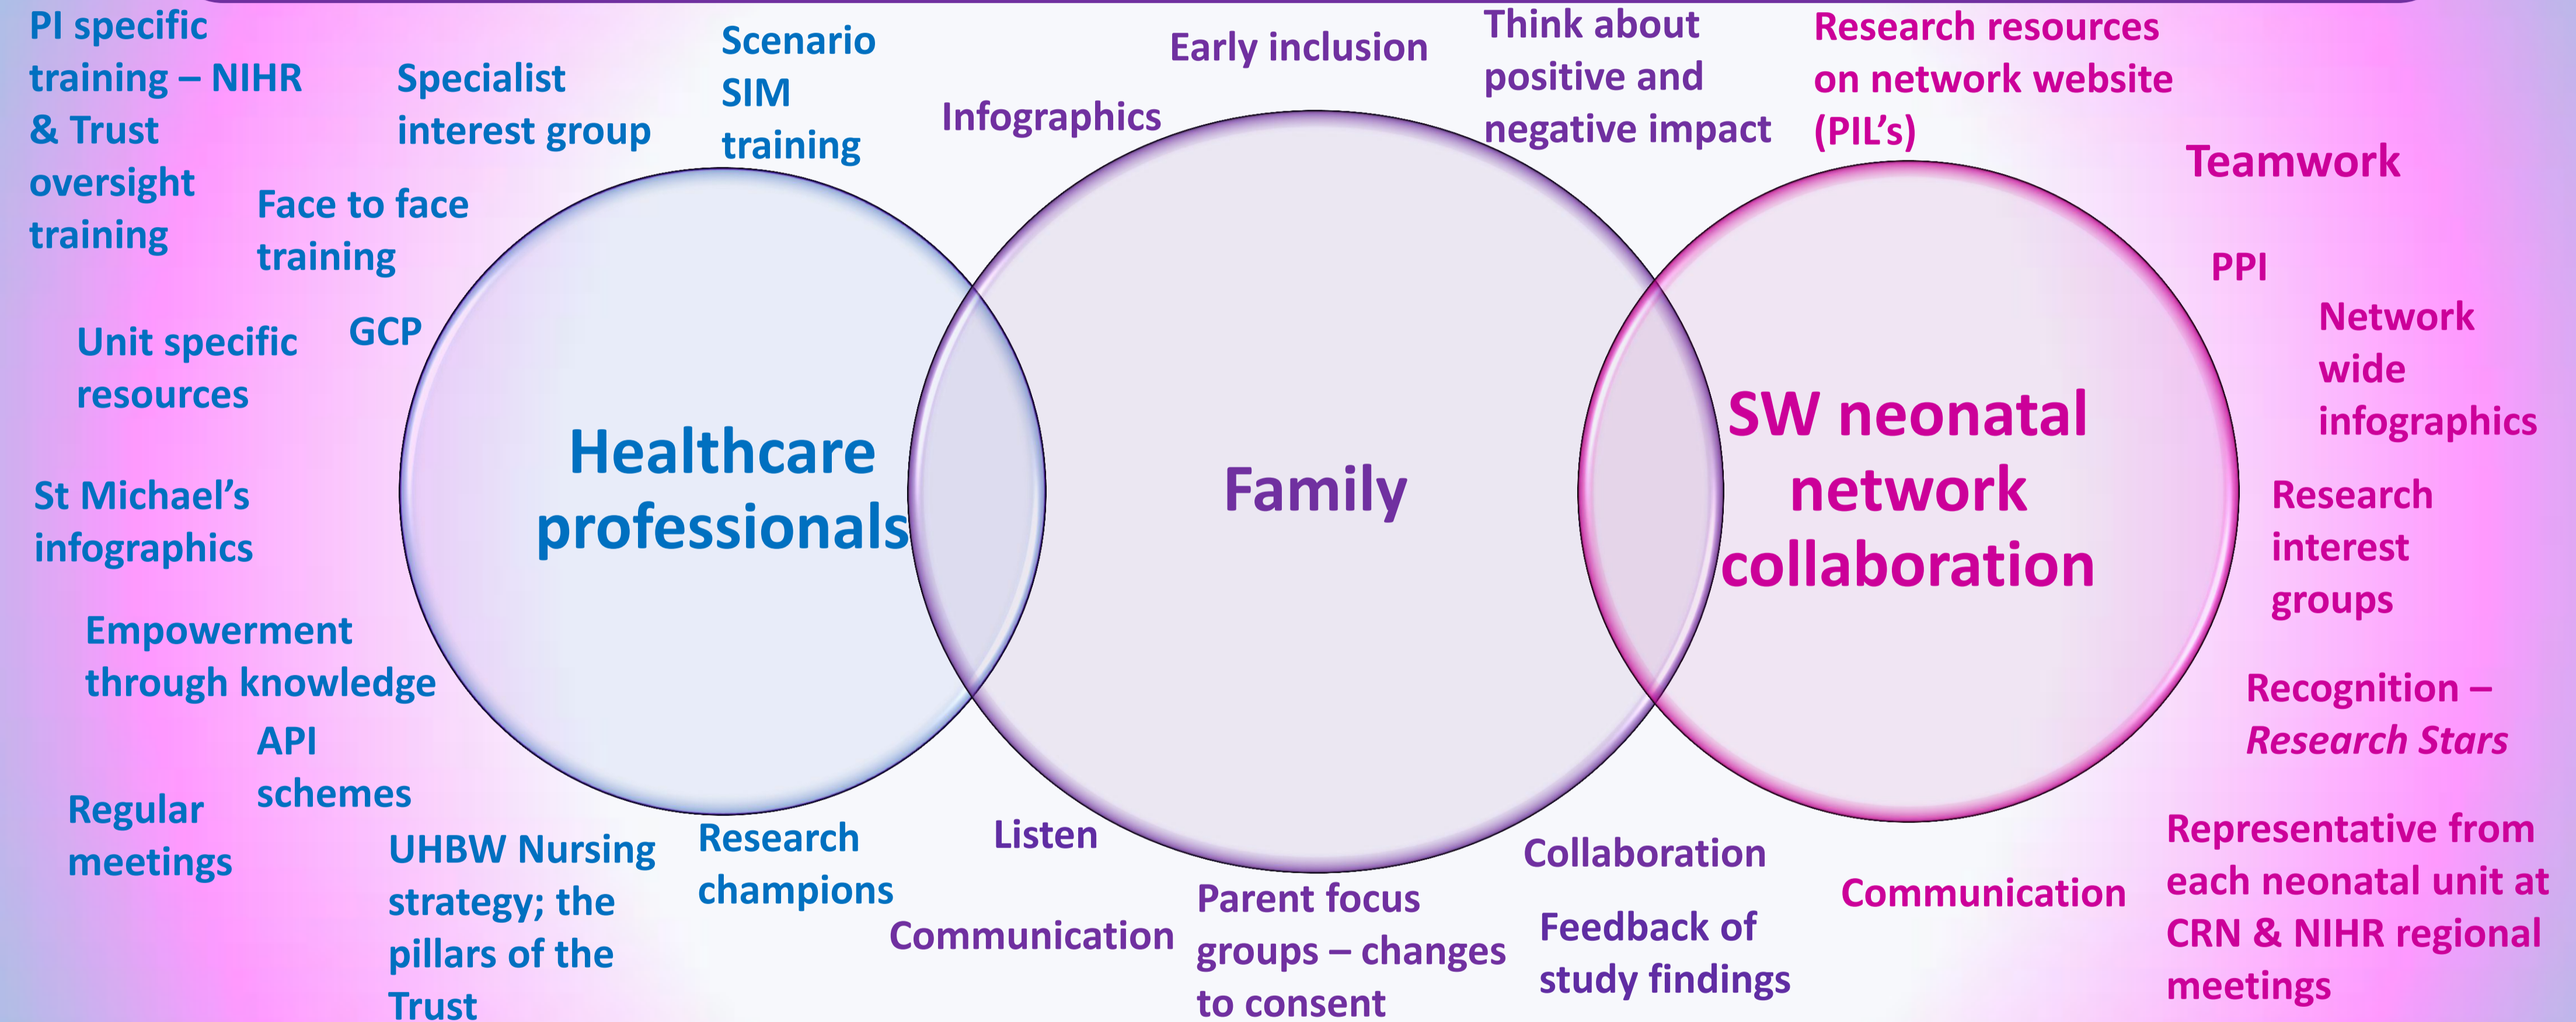 PI specific
training – NIHR
& Trust
oversight
training
Specialist
interest group
Scenario
SIM
training
Face to face
training
GCP
Unit specific
resources
St Michael’s
infographics
Empowerment
through knowledge
API
schemes
Regular
meetings
UHBW Nursing
strategy; the
pillars of the
Trust
Research
champions
Healthcare
professionals
Infographics
Early inclusion
Think about
positive and
negative impact
Family
Listen
Communication
Parent focus
groups – changes
to consent
Collaboration
Feedback of
study findings
Research resources
on network website
(PIL’s)
Teamwork
PPI
Network
wide
infographics
SW neonatal
network
collaboration
Research
interest
groups
Recognition –
Research Stars
Communication
Representative from
each neonatal unit at
CRN & NIHR regional
meetings